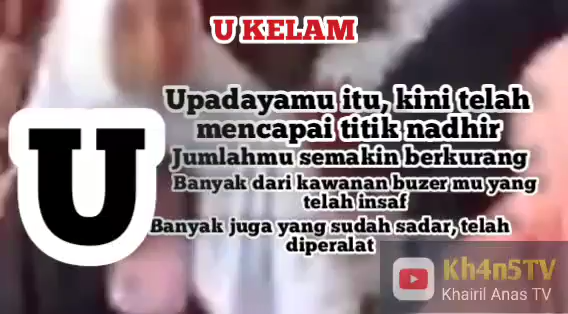 U KELAM
U
Upadayamu itu, kini telah
mencapai titik nadhir
Jumlahmu semakin berkurang
Banyak dari kawanan buzer mu yang
telah insaf
Banyak juga yang sudah sadar, telah
diperalat
Kh4n5TV
Khairil Anas TV